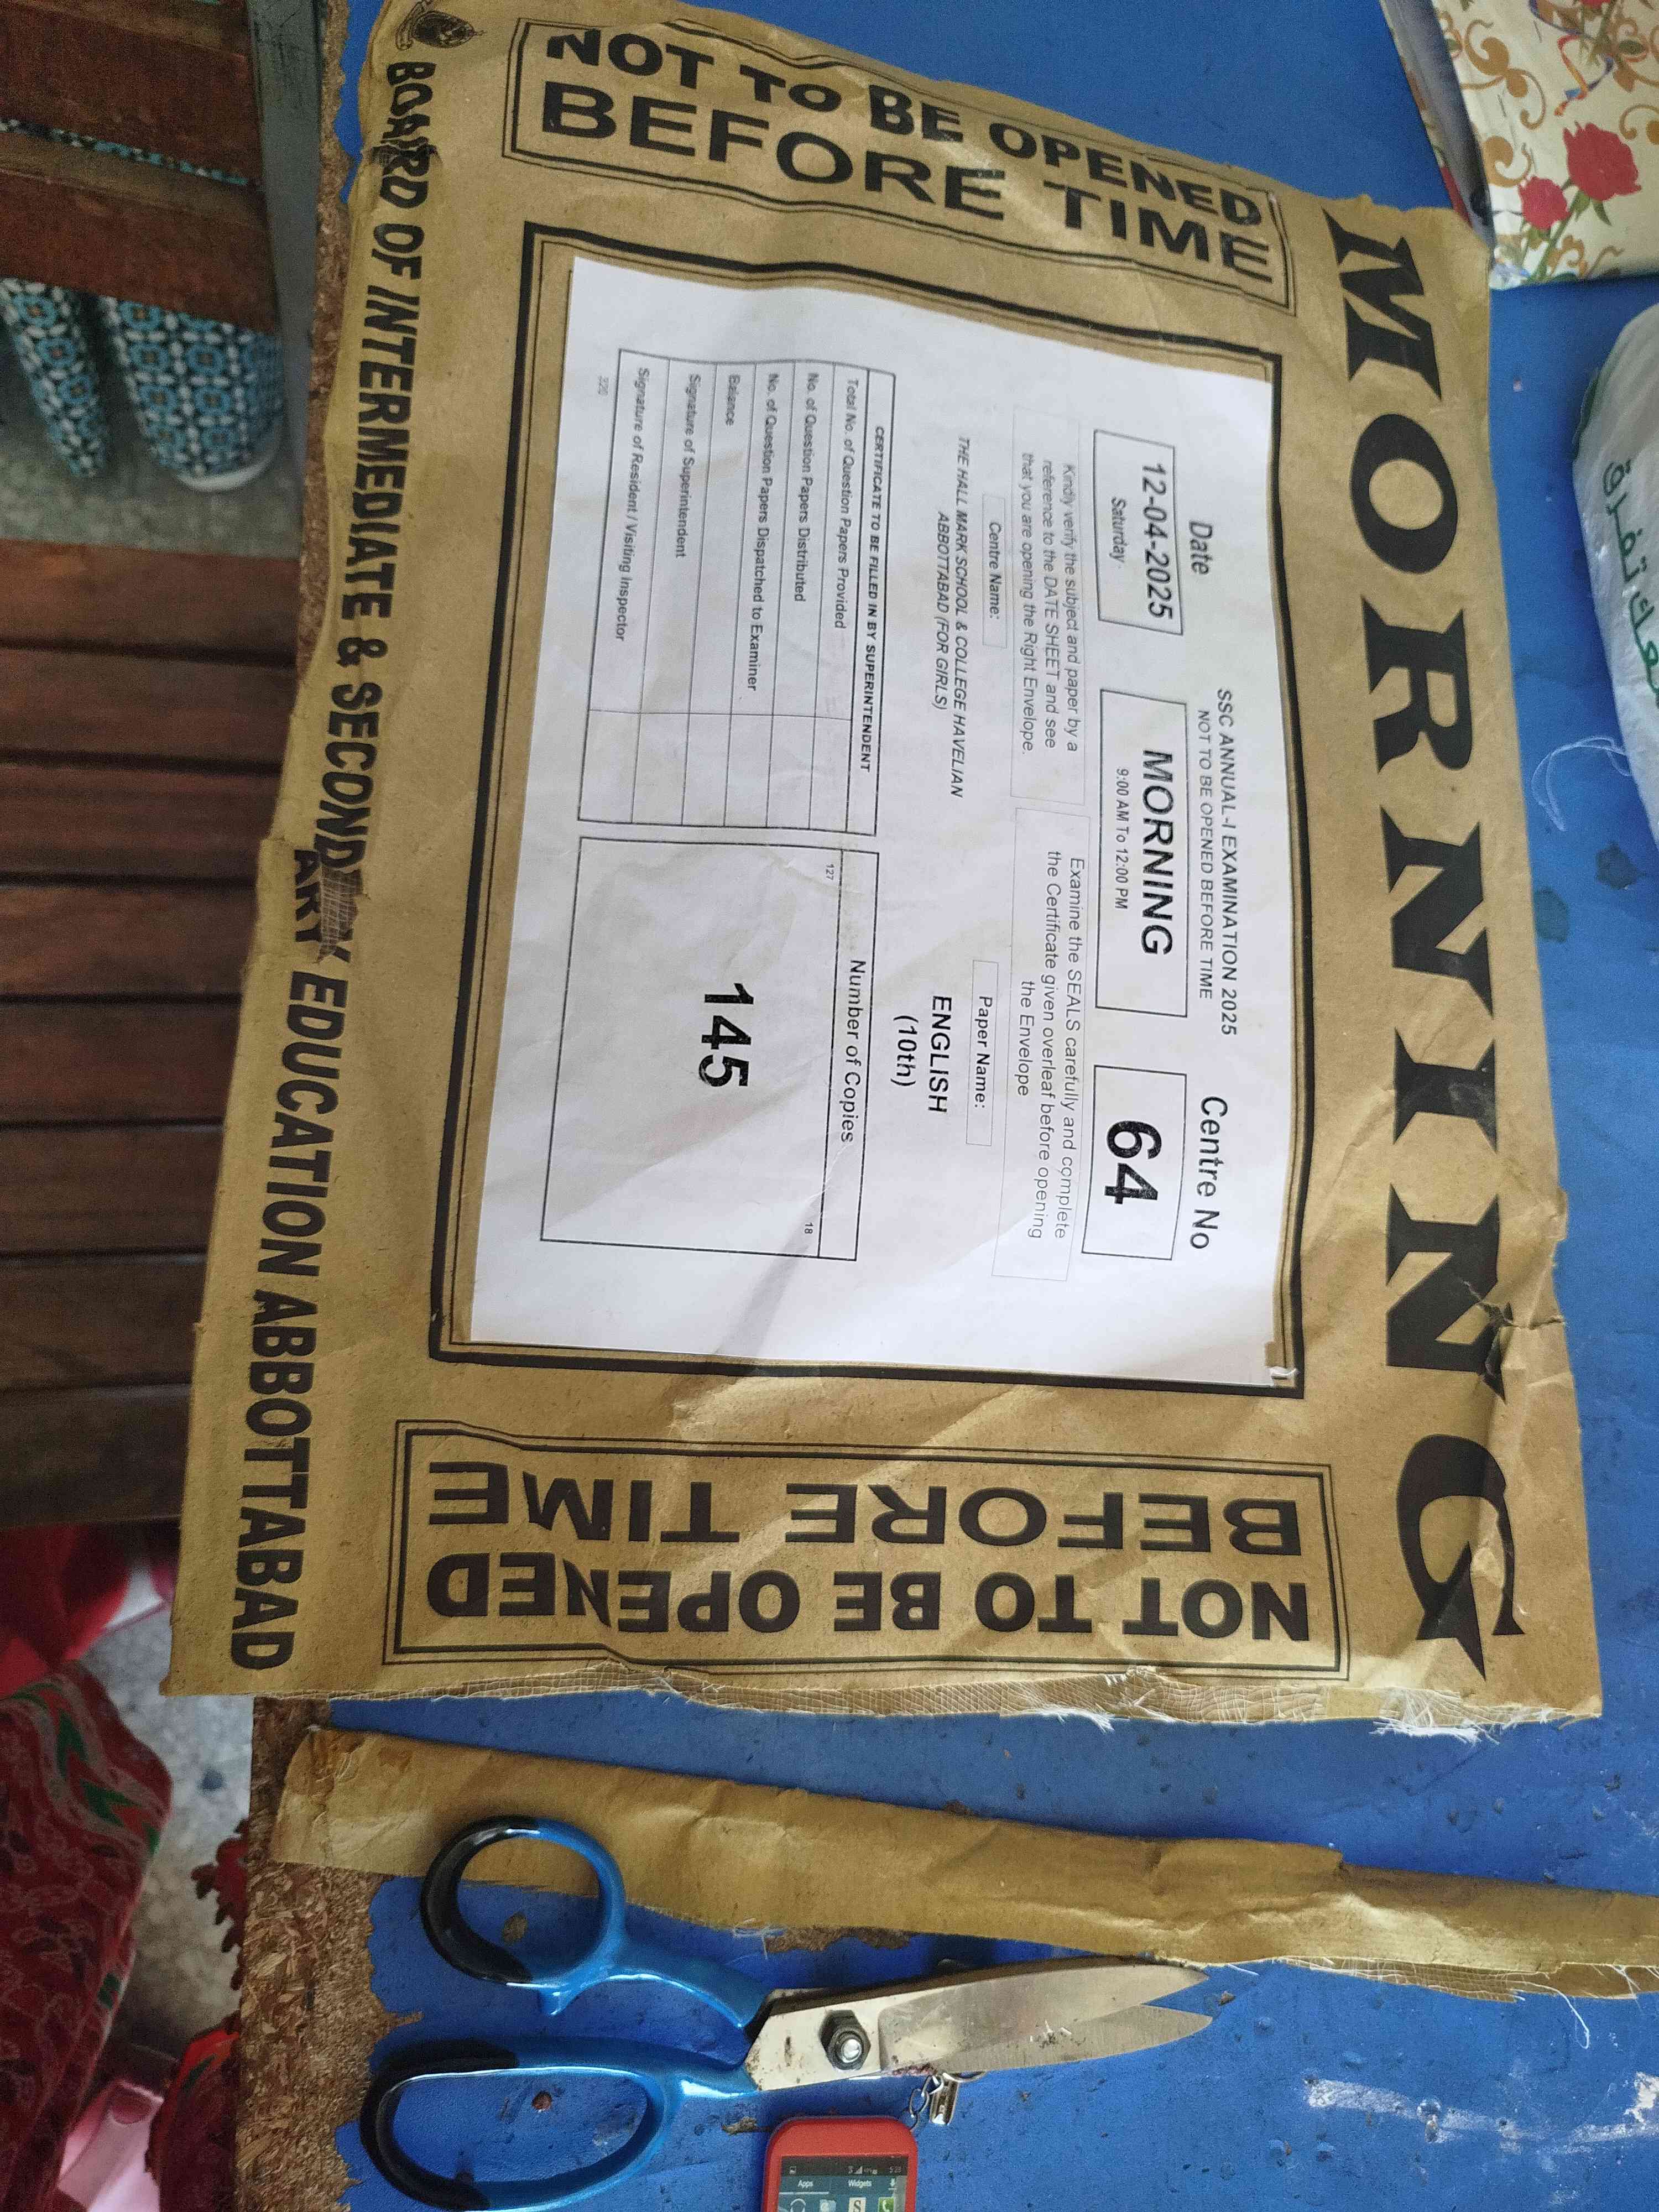 MORNING
NOT TO BE OPENED
BEFORE TIME
SSC ANNUAL-I EXAMINATION 2025
NOT TO BE OPENED BEFORE TIME
Date
Centre No
12-04-2025
Saturday
MORNING
9:00 AM To 12:00 PM
64
Kindly verify the subject and paper by a
reference to the DATE SHEET and see
that you are opening the Right Envelope.
Examine the SEALS carefully and complete
the Certificate given overleaf before opening
the Envelope
Centre Name:
Paper Name:
THE HALL MARK SCHOOL & COLLEGE HAVELIAN
ABBOTTABAD (FOR GIRLS)
ENGLISH
(10th)
CERTIFICATE TO BE FILLED IN BY SUPERINTENDENT
Total No. of Question Papers Provided
No. of Question Papers Distributed
No. of Question Papers Dispatched to Examiner
Balance
Signature of Superintendent
Signature of Resident / Visiting Inspector
320
Number of Copies
127
18
145
NOT TO BE OPENED
BEFORE TIME
BOARD OF INTERMEDIATE & SECONDARY EDUCATION ABBOTTABAD
Apps
Widgets